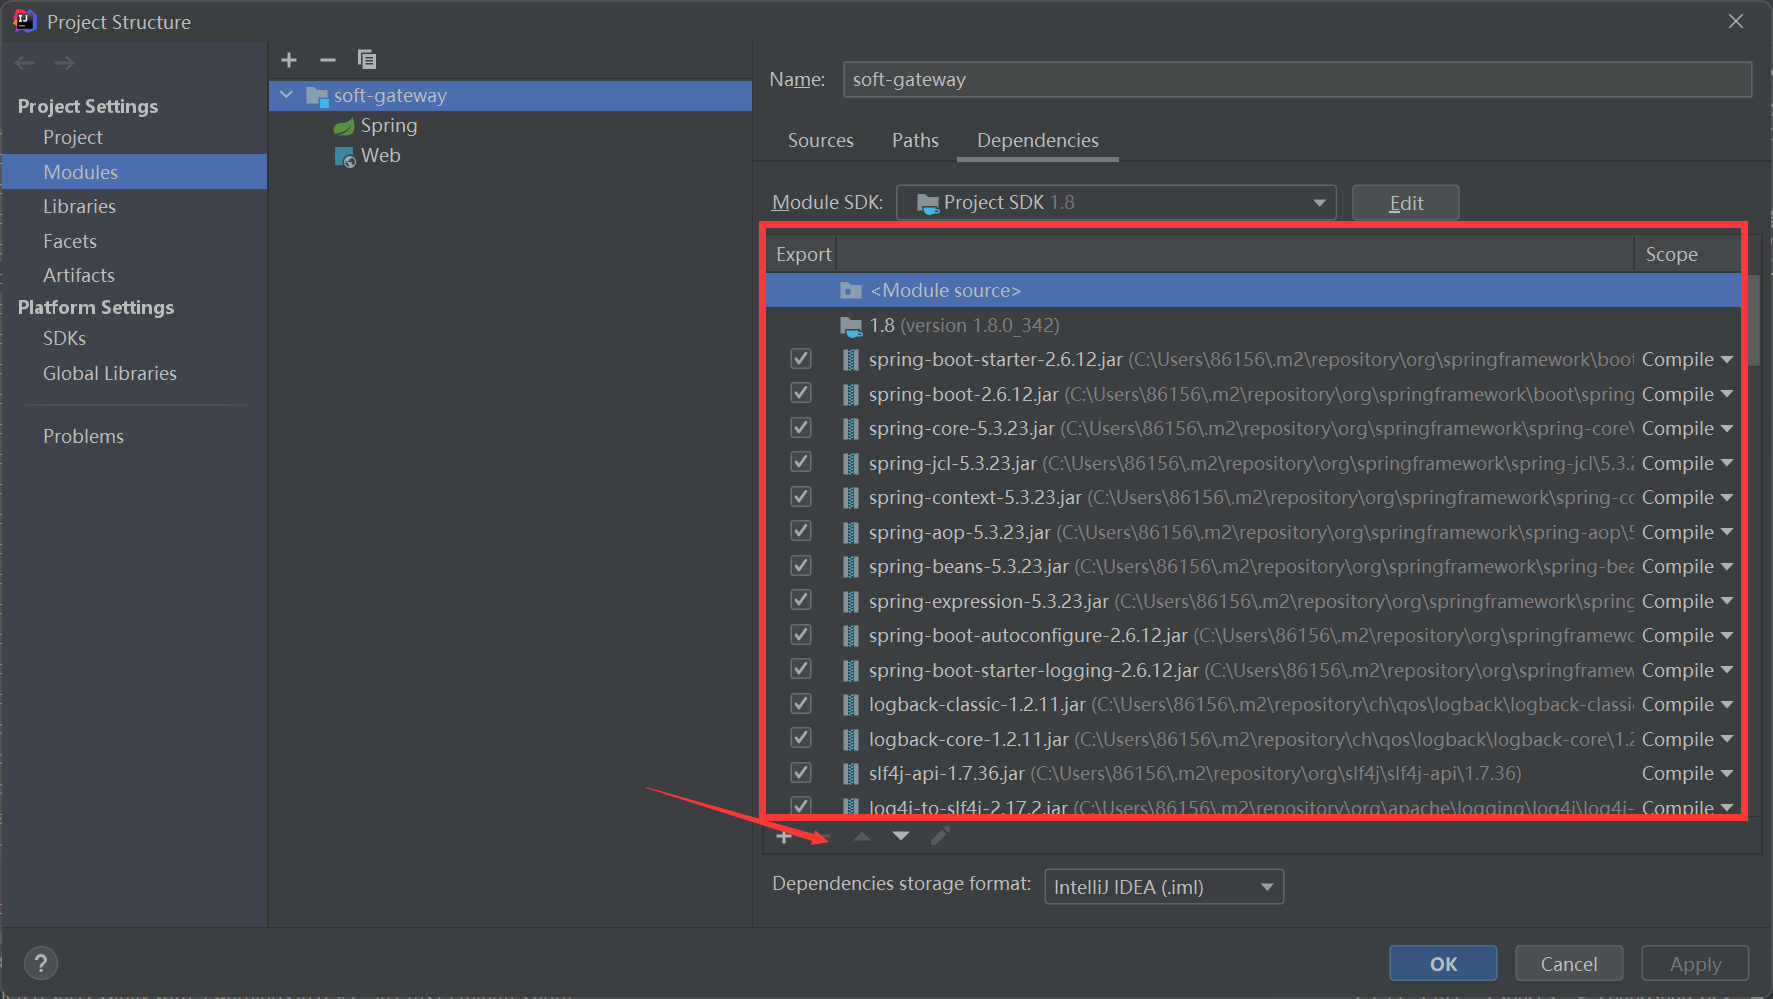 Project Structure
Project Settings
Project
Modules
Libraries
Facets
Artifacts
Platform Settings
SDKs
Global Libraries
Problems
soft-gateway
Spring
Web
Name: soft-gateway
Sources Paths Dependencies
Module SDK: Project SDK 1.8 Edit
Export Scope
<Module source>
1.8 (version 1.8.0_342)
spring-boot-starter-2.6.12.jar (C:\Users\86156\.m2\repository\org\springframework\boot Compile
spring-boot-2.6.12.jar (C:\Users\86156\.m2\repository\org\springframework\boot\spring Compile
spring-core-5.3.23.jar (C:\Users\86156\.m2\repository\org\springframework\spring-core\ Compile
spring-jcl-5.3.23.jar (C:\Users\86156\.m2\repository\org\springframework\spring-jcl\5.3.2 Compile
spring-context-5.3.23.jar (C:\Users\86156\.m2\repository\org\springframework\spring-co Compile
spring-aop-5.3.23.jar (C:\Users\86156\.m2\repository\org\springframework\spring-aop\5 Compile
spring-beans-5.3.23.jar (C:\Users\86156\.m2\repository\org\springframework\spring-bea Compile
spring-expression-5.3.23.jar (C:\Users\86156\.m2\repository\org\springframework\spring Compile
spring-boot-autoconfigure-2.6.12.jar (C:\Users\86156\.m2\repository\org\springframewo Compile
spring-boot-starter-logging-2.6.12.jar (C:\Users\86156\.m2\repository\org\springframew Compile
logback-classic-1.2.11.jar (C:\Users\86156\.m2\repository\ch\qos\logback\logback-classi Compile
logback-core-1.2.11.jar (C:\Users\86156\.m2\repository\ch\qos\logback\logback-core\1.2 Compile
slf4j-api-1.7.36.jar (C:\Users\86156\.m2\repository\org\slf4j\slf4j-api\1.7.36) Compile
log4j-to-slf4j-2.17.2.jar (C:\Users\86156\.m2\repository\org\apache\logging\log4j\log4j- Compile
Dependencies storage format: IntelliJ IDEA (.iml)
? OK Cancel Apply